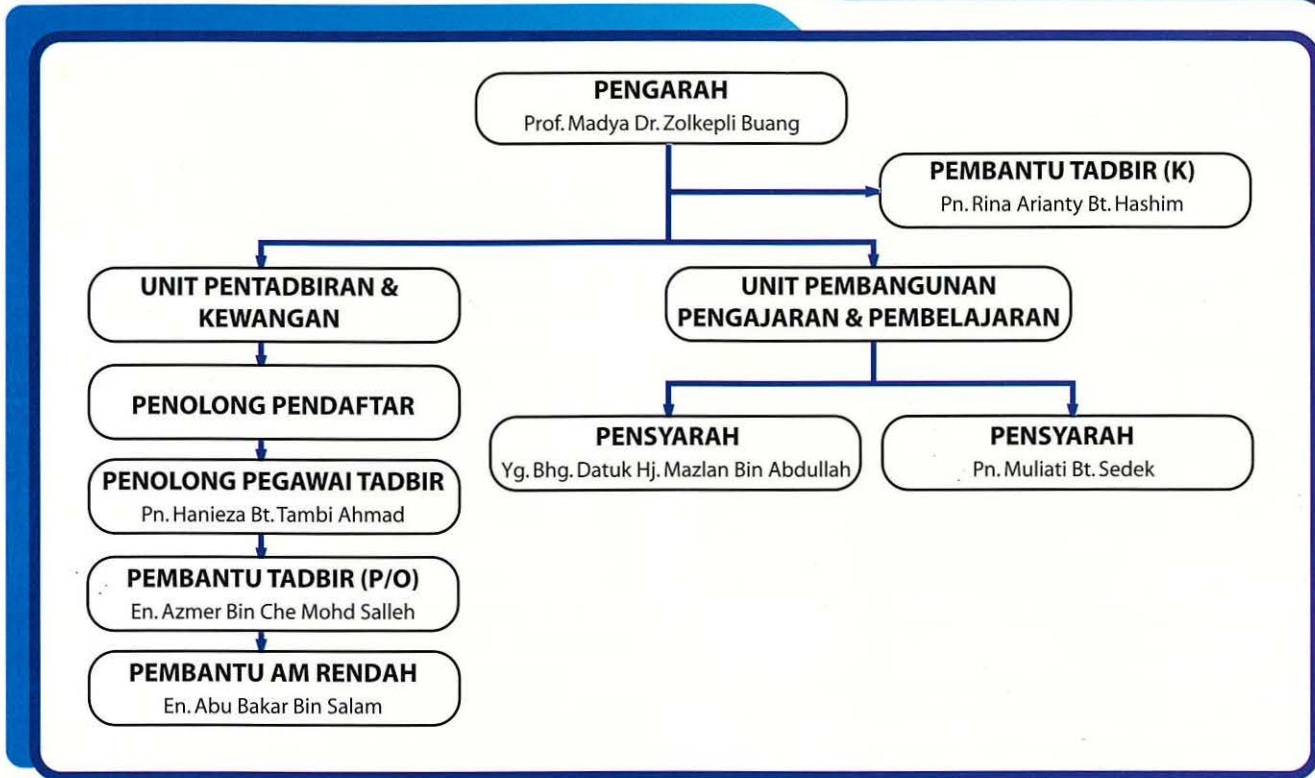 PENGARAH
Prof. Madya Dr. Zolkepli Buang
PEMBANTU TADBIR (K)
Pn. Rina Arianty Bt. Hashim
UNIT PENTADBIRAN &
KEWANGAN
UNIT PEMBANGUNAN
PENGAJARAN & PEMBELAJARAN
PENOLONG PENDAFTAR
PENSYARAH
Yg. Bhg. Datuk Hj. Mazlan Bin Abdullah
PENSYARAH
Pn. Muliati Bt. Sedek
PENOLONG PEGAWAI TADBIR
Pn. Hanieza Bt. Tambi Ahmad
PEMBANTU TADBIR (P/O)
En. Azmer Bin Che Mohd Salleh
PEMBANTU AM RENDAH
En. Abu Bakar Bin Salam